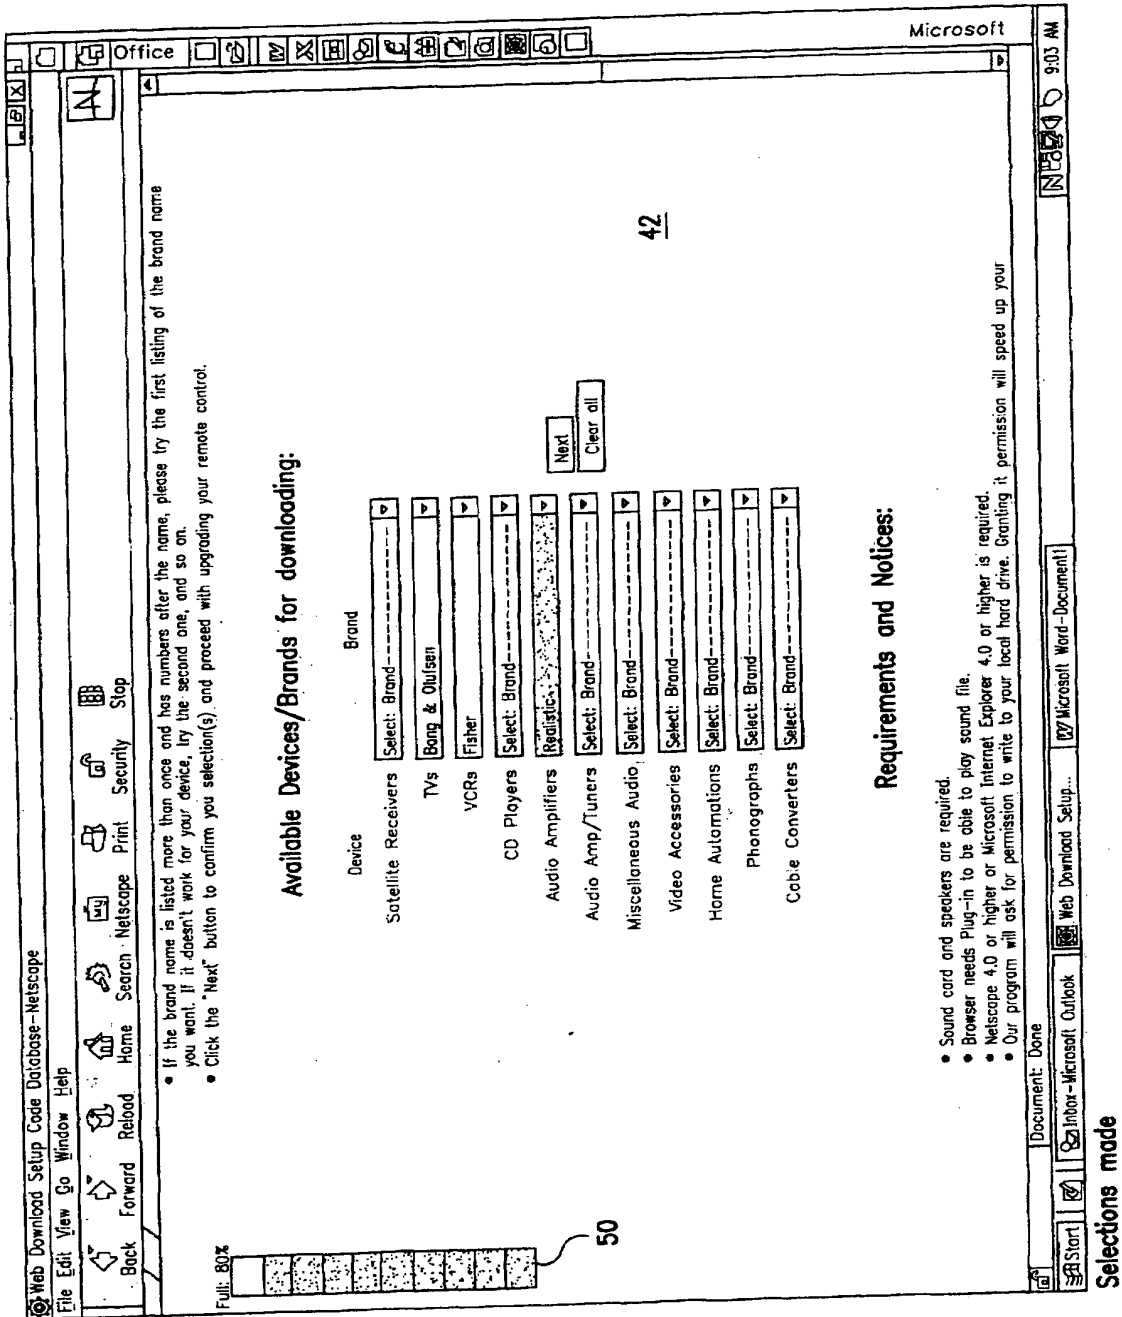 Web Download Setup Code Database-Netscape
File Edit View Go Window Help
Back Forward Reload Home Search Netscape Print Security Stop
N
Office
Microsoft
Full: 80%
50
• If the brand name is listed more than once and has numbers after the name, please try the first listing of the brand name
you want. If it doesn't work for your device, try the second one, and so on.
• Click the "Next" button to confirm you selection(s) and proceed with upgrading your remote control.
Available Devices/Brands for downloading:
Device Brand
Satellite Receivers Select: Brand----------------
TVs Bang & Olufsen
VCRs Fisher
CD Players Select: Brand----------------
Audio Amplifiers Realistic
Next
Audio Amp/Tuners Select: Brand----------------
Clear all
Miscellaneous Audio Select: Brand----------------
Video Accessories Select: Brand----------------
Home Automations Select: Brand----------------
Phonographs Select: Brand----------------
Cable Converters Select: Brand----------------
42
Requirements and Notices:
• Sound card and speakers are required.
• Browser needs Plug-in to be able to play sound file.
• Netscape 4.0 or higher or Microsoft Internet Explorer 4.0 or higher is required.
• Our program will ask for permission to write to your local hard drive. Granting it permission will speed up your
Document: Done
Start Inbox-Microsoft Outlook Web Download Setup... Microsoft Word-Document1 9:03 AM
Selections made